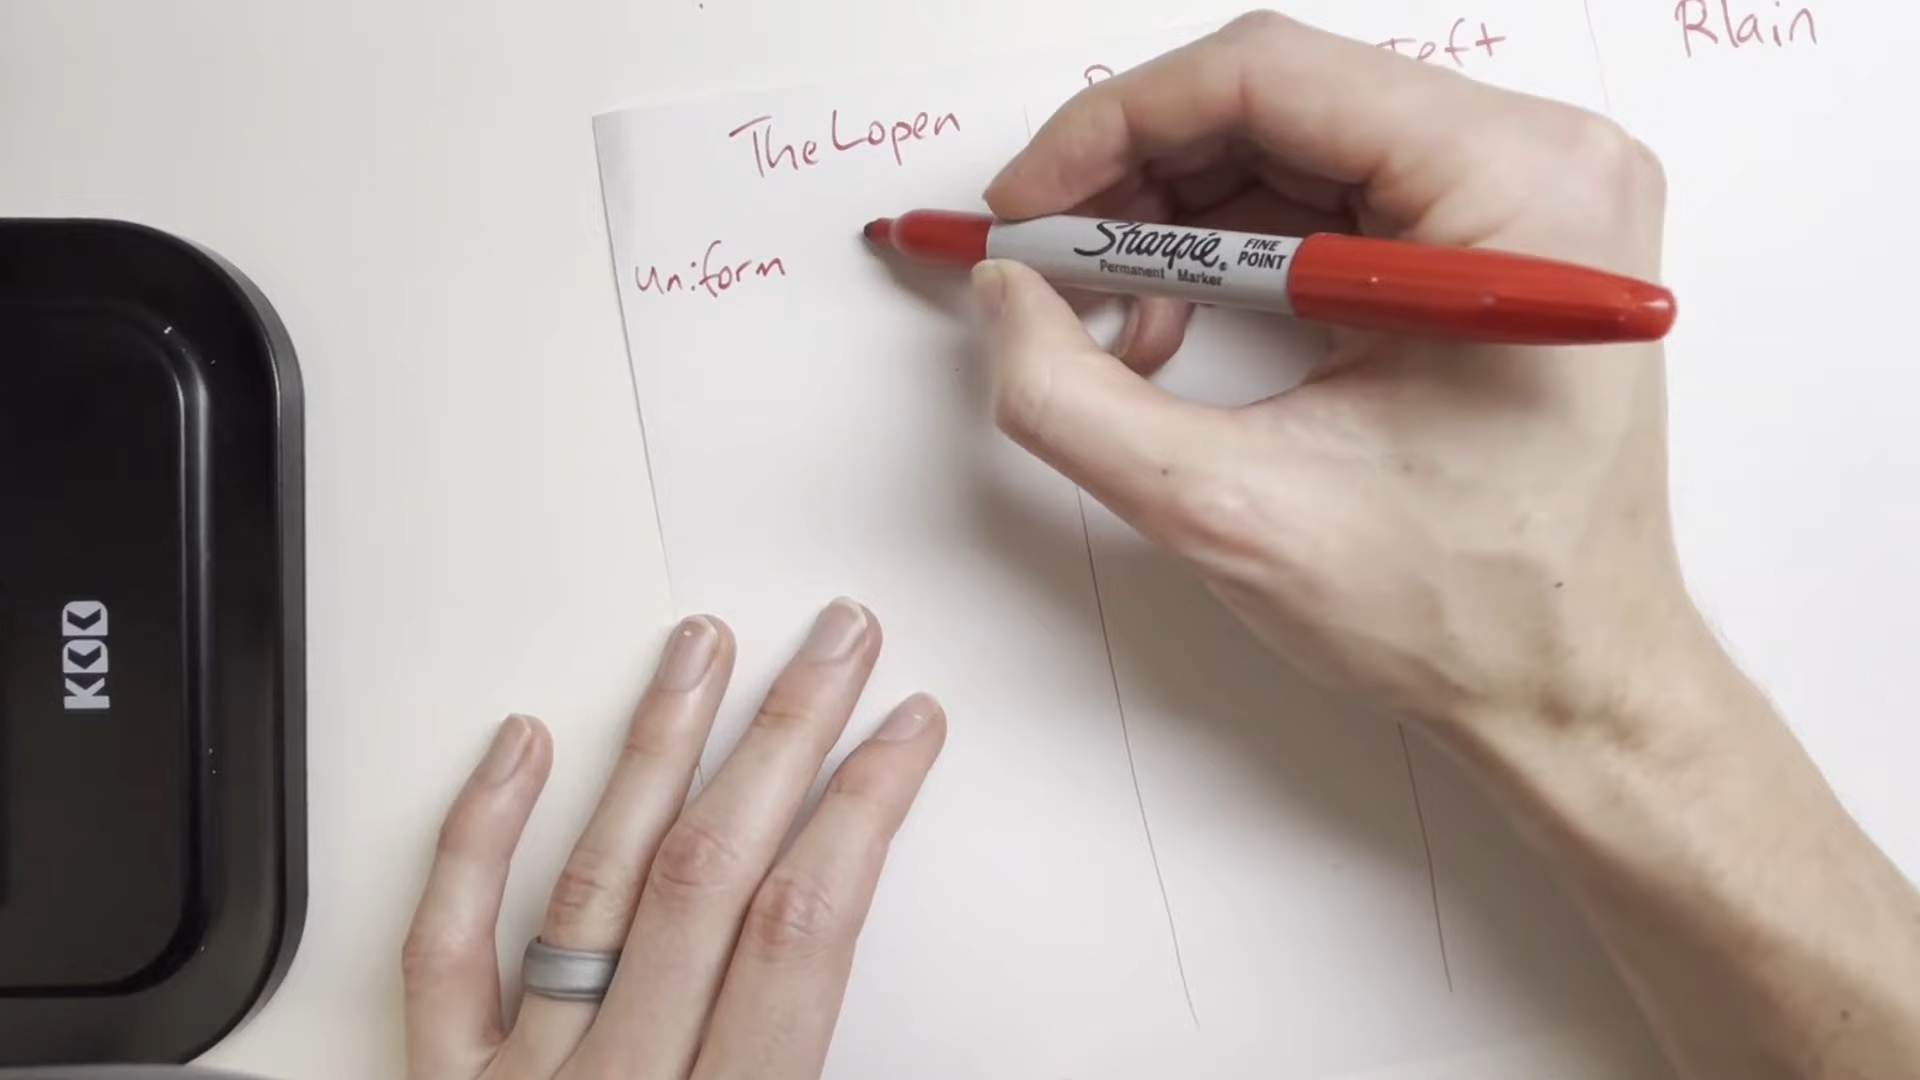 Rlain
The Lopen
uniform
Sharpie
FINE POINT
Permanent Marker